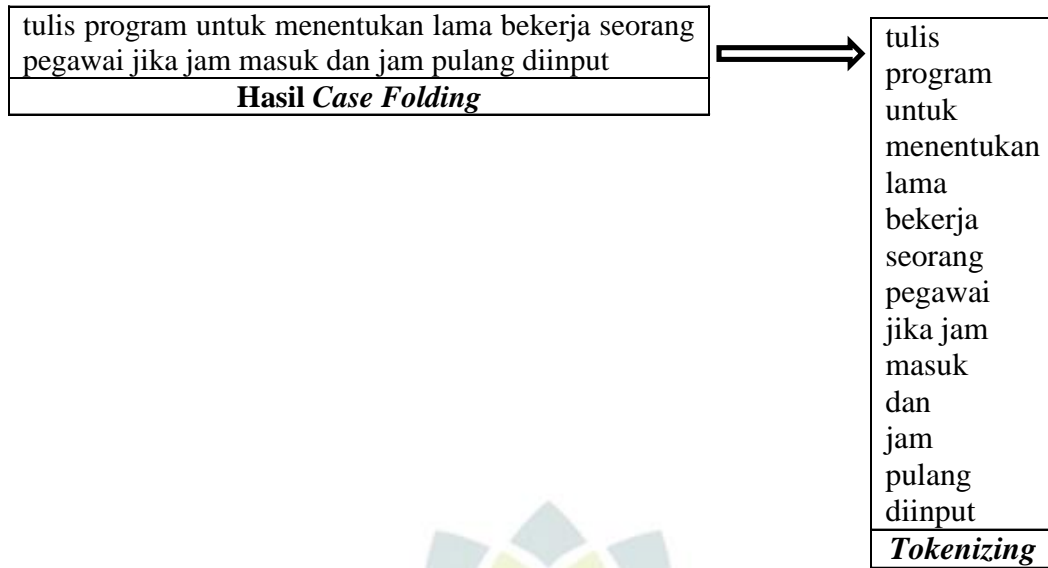 tulis program untuk menentukan lama bekerja seorang
pegawai jika jam masuk dan jam pulang diinput
Hasil Case Folding
tulis
program
untuk
menentukan
lama
bekerja
seorang
pegawai
jika jam
masuk
dan
jam
pulang
diinput
Tokenizing